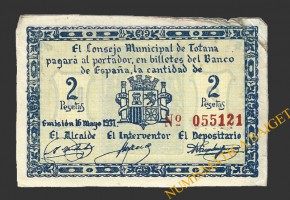 El Consejo Municipal de Totana
pagará al portador, en billetes del Banco
de España, la cantidad de
2 2
Pesetas Pesetas
Nº 055121
Emisión 16 Mayo 1937
El Alcalde El Interventor El Depositario